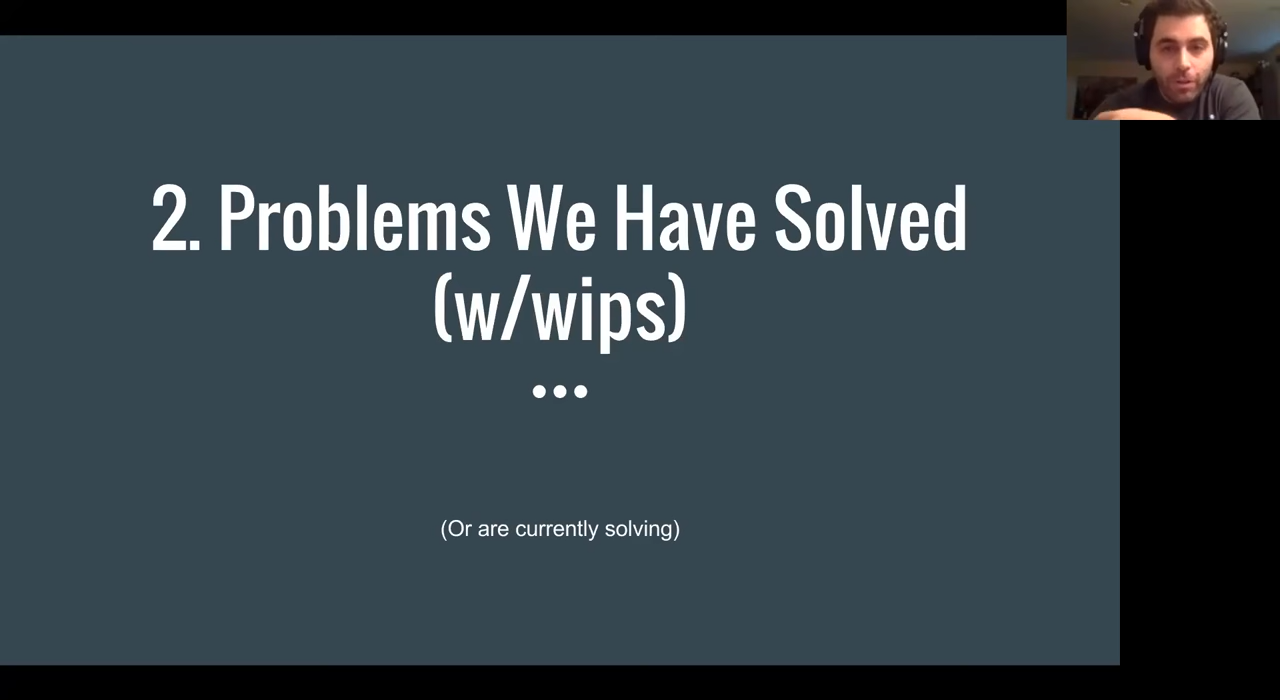 2. Problems We Have Solved
(w/wips)
(Or are currently solving)